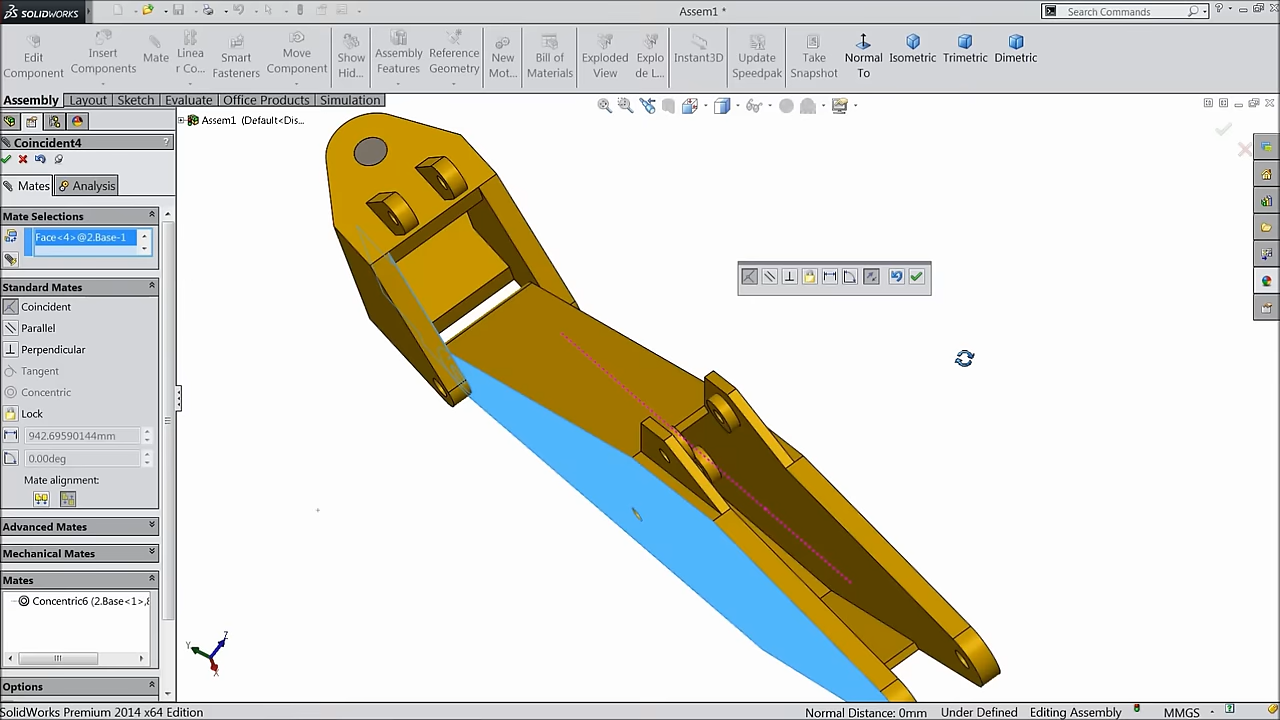 SOLIDWORKS
Assem1 *
Search Commands
Edit Component
Insert Components
Mate
Linea r Co...
Smart Fasteners
Move Component
Show Hid...
Assembly Features
Reference Geometry
New Mot...
Bill of Materials
Exploded View
Explo de L...
Instant3D
Update Speedpak
Take Snapshot
Normal To
Isometric
Trimetric
Dimetric
Assembly
Layout
Sketch
Evaluate
Office Products
Simulation
Assem1 (Default<Dis...
Coincident4
?
Mates
Analysis
Mate Selections
Face<4>@2.Base-1
Standard Mates
Coincident
Parallel
Perpendicular
Tangent
Concentric
Lock
942.69590144mm
0.00deg
Mate alignment:
Advanced Mates
Mechanical Mates
Mates
Concentric6 (2.Base<1>,
Options
Y
Z
X
SolidWorks Premium 2014 x64 Edition
Normal Distance: 0mm
Under Defined
Editing Assembly
MMGS